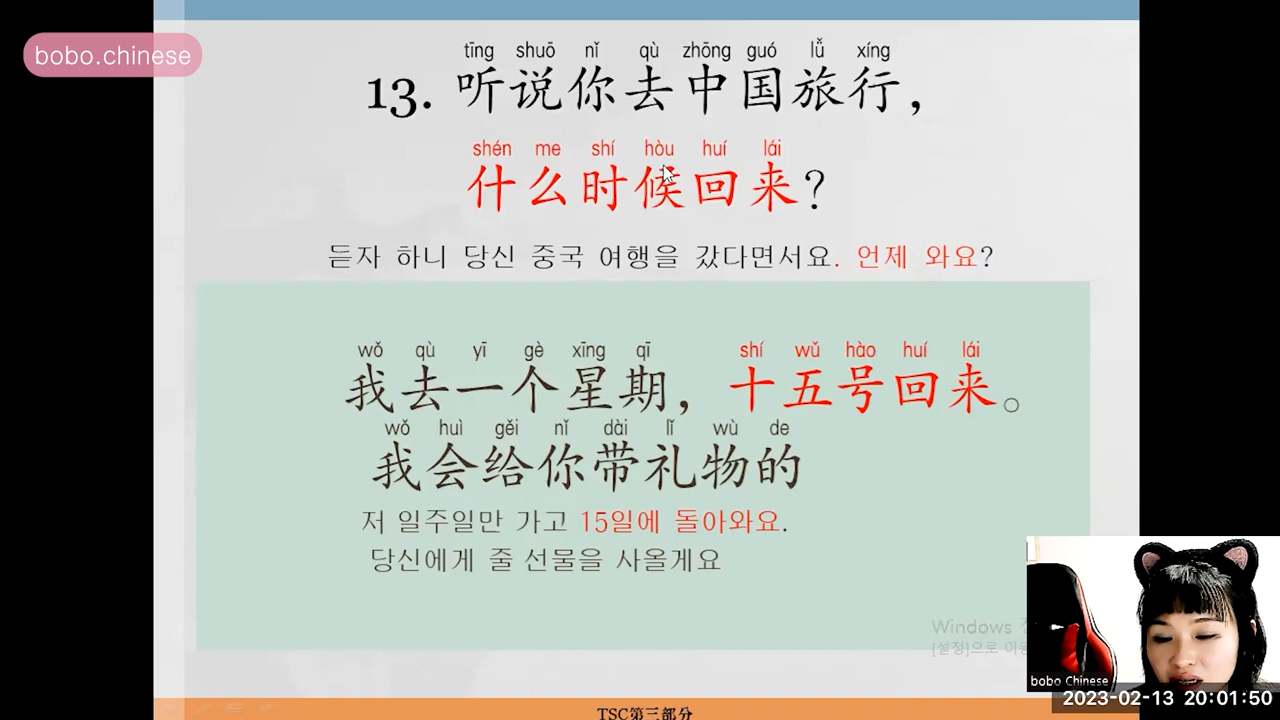 bobo.chinese
tīng shuō nǐ qù zhōng guó lǚ xíng
13. 听说你去中国旅行，
shén me shí hòu huí lái
什么时候回来？
듣자 하니 당신 중국 여행을 갔다면서요. 언제 와요?
wǒ qù yī gè xīng qī shí wǔ hào huí lái
我去一个星期，十五号回来。
wǒ huì gěi nǐ dài lǐ wù de
我会给你带礼物的
저 일주일만 가고 15일에 돌아와요.
당신에게 줄 선물을 사올게요
Windows
[설정]으로
bobo Chinese
2023-02-13 20:01:50
TSC第三部分